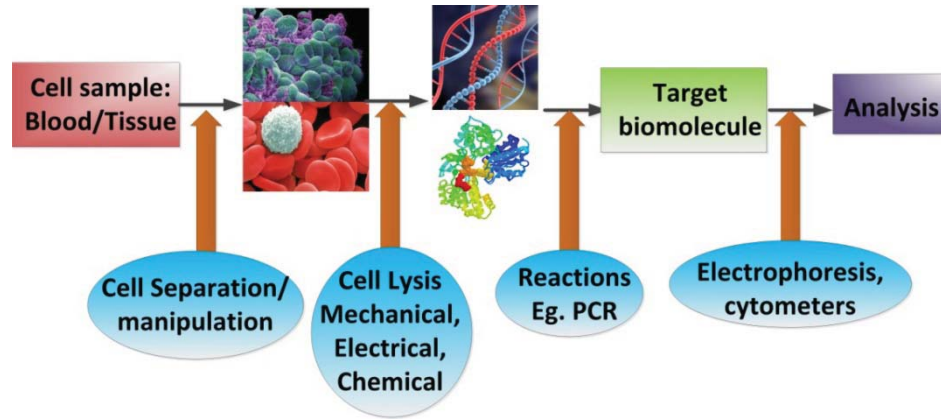 Cell sample:
Blood/Tissue
Target
biomolecule
Analysis
Cell Separation/
manipulation
Cell Lysis
Mechanical,
Electrical,
Chemical
Reactions
Eg. PCR
Electrophoresis,
cytometers